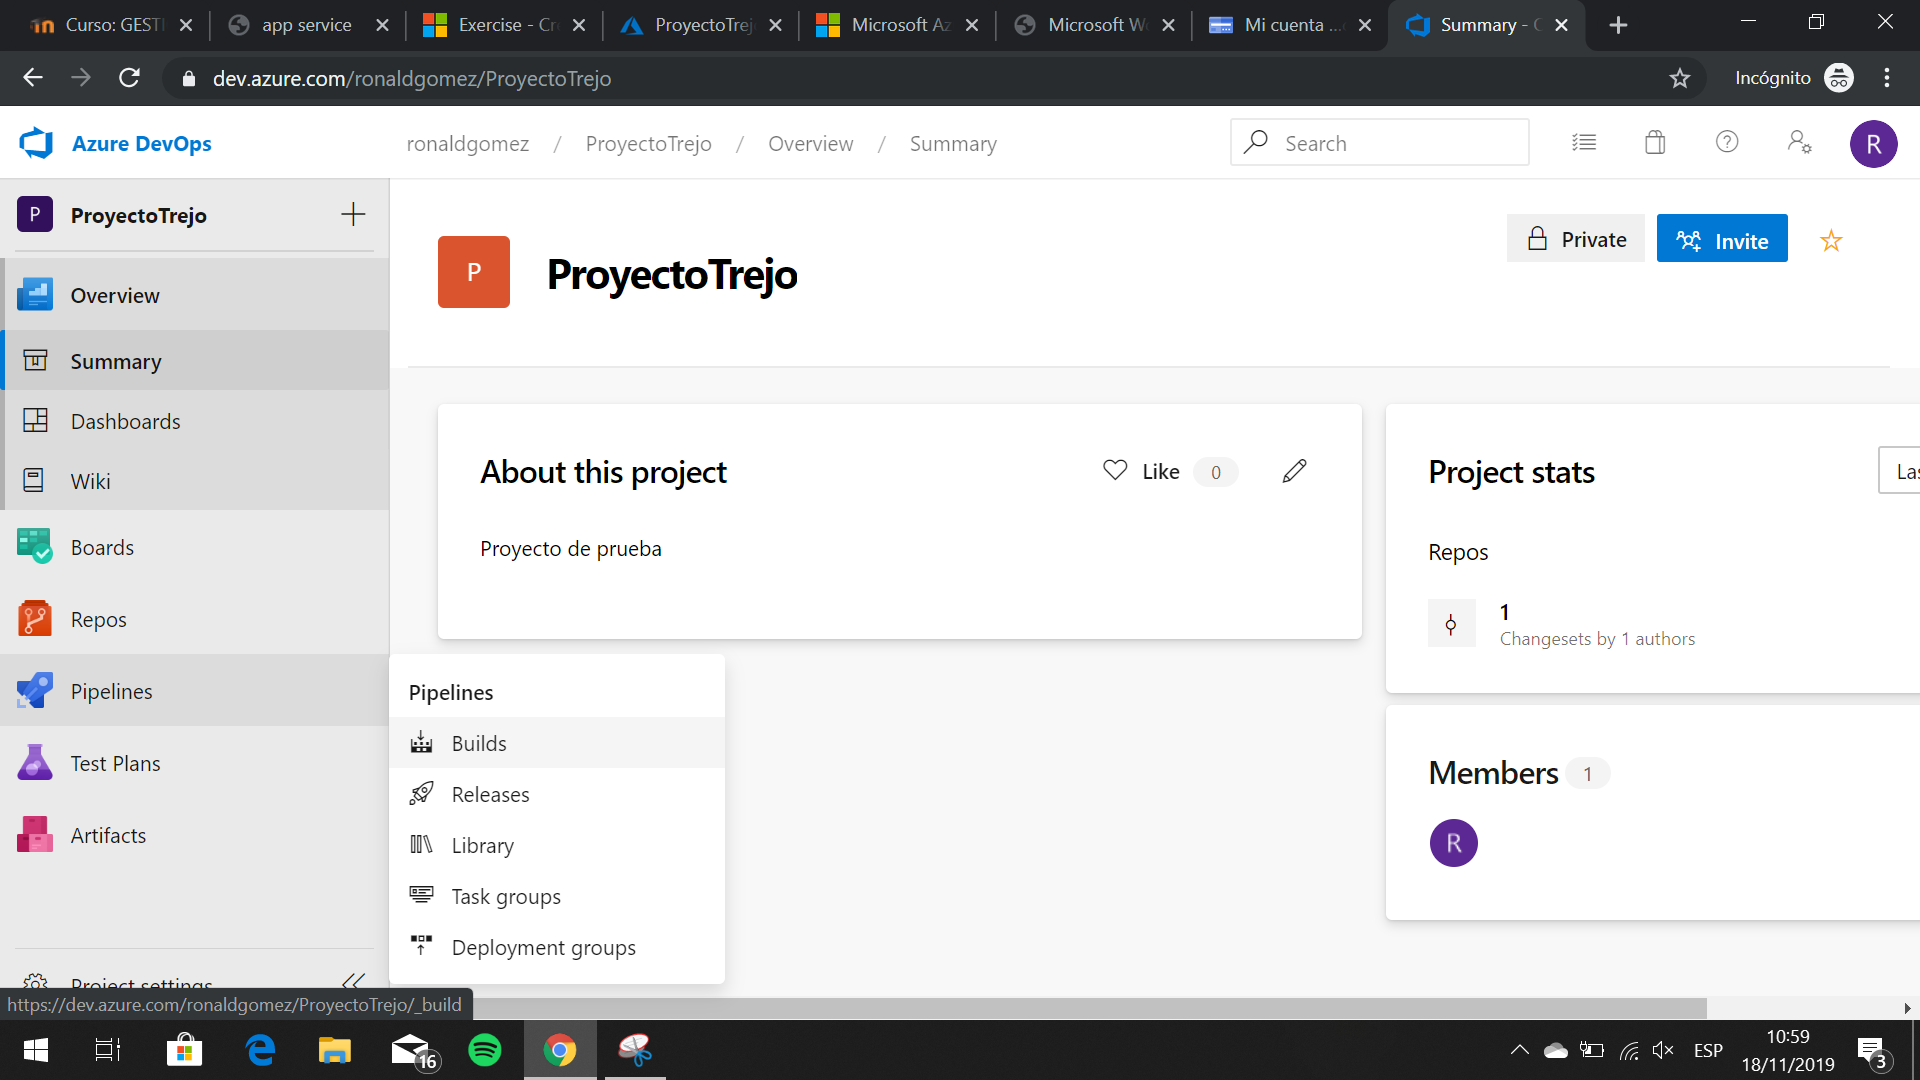 Curso: GESTI
app service
Exercise - Cr
ProyectoTrej
Microsoft Az
Microsoft Wo
Mi cuenta ...
Summary - O
dev.azure.com/ronaldgomez/ProyectoTrejo
Incógnito
Azure DevOps
ronaldgomez / ProyectoTrejo / Overview / Summary
Search
R
P ProyectoTrejo
Overview
Summary
Dashboards
Wiki
Boards
Repos
Pipelines
Test Plans
Artifacts
Project settings
P
ProyectoTrejo
Private
Invite
About this project
Like 0
Proyecto de prueba
Project stats
Las
Repos
1
Changesets by 1 authors
Members 1
R
Pipelines
Builds
Releases
Library
Task groups
Deployment groups
https://dev.azure.com/ronaldgomez/ProyectoTrejo/_build
16
ESP
10:59
18/11/2019
3